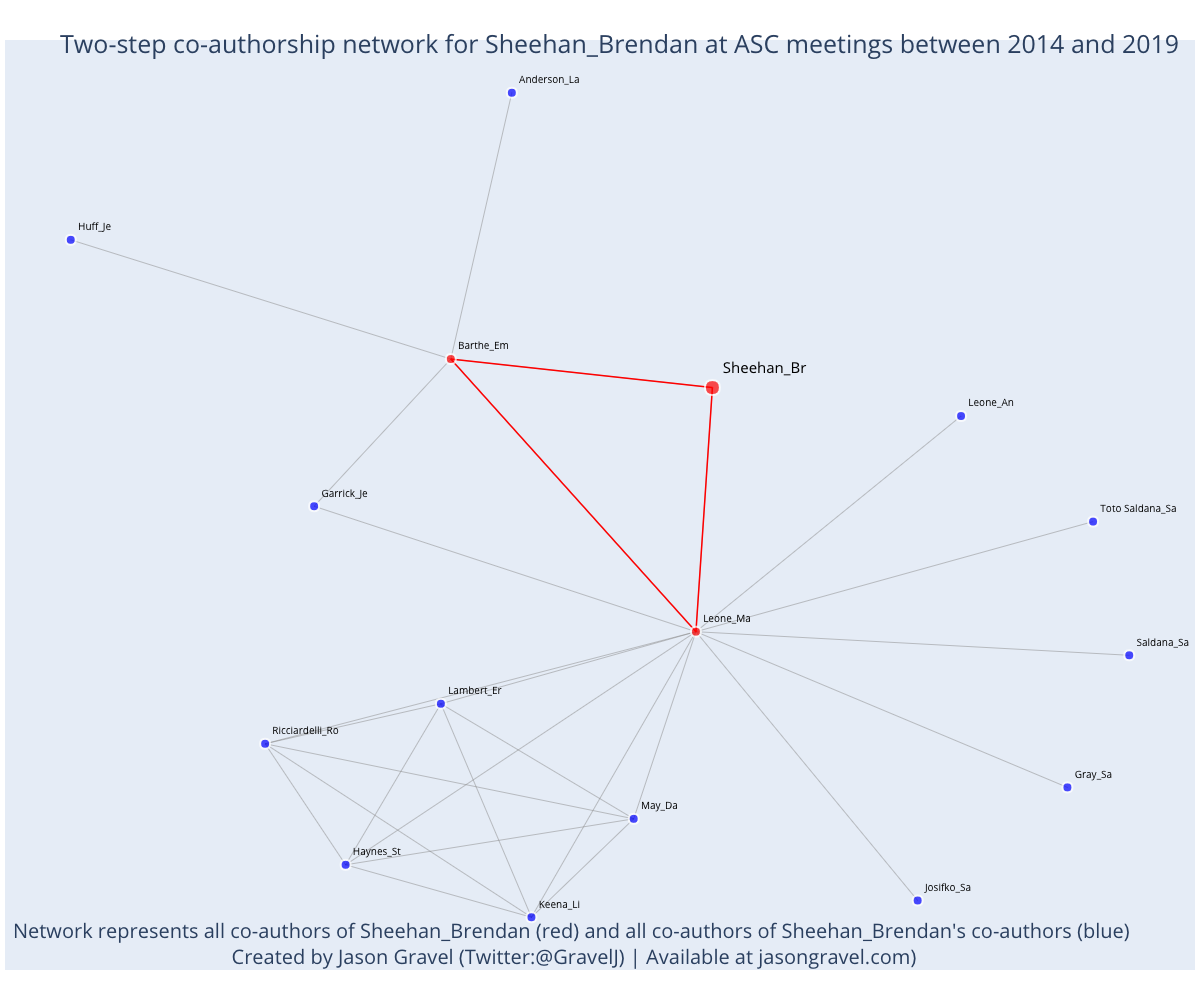 Two-step co-authorship network for Sheehan_Brendan at ASC meetings between 2014 and 2019
Anderson_La
Huff_Je
Barthe_Em
Sheehan_Br
Leone_An
Garrick_Je
Toto Saldana_Sa
Leone_Ma
Saldana_Sa
Lambert_Er
Ricciardelli_Ro
Gray_Sa
May_Da
Haynes_St
Josifko_Sa
Keena_Li
Network represents all co-authors of Sheehan_Brendan (red) and all co-authors of Sheehan_Brendan's co-authors (blue)
Created by Jason Gravel (Twitter:@GravelJ) | Available at jasongravel.com)